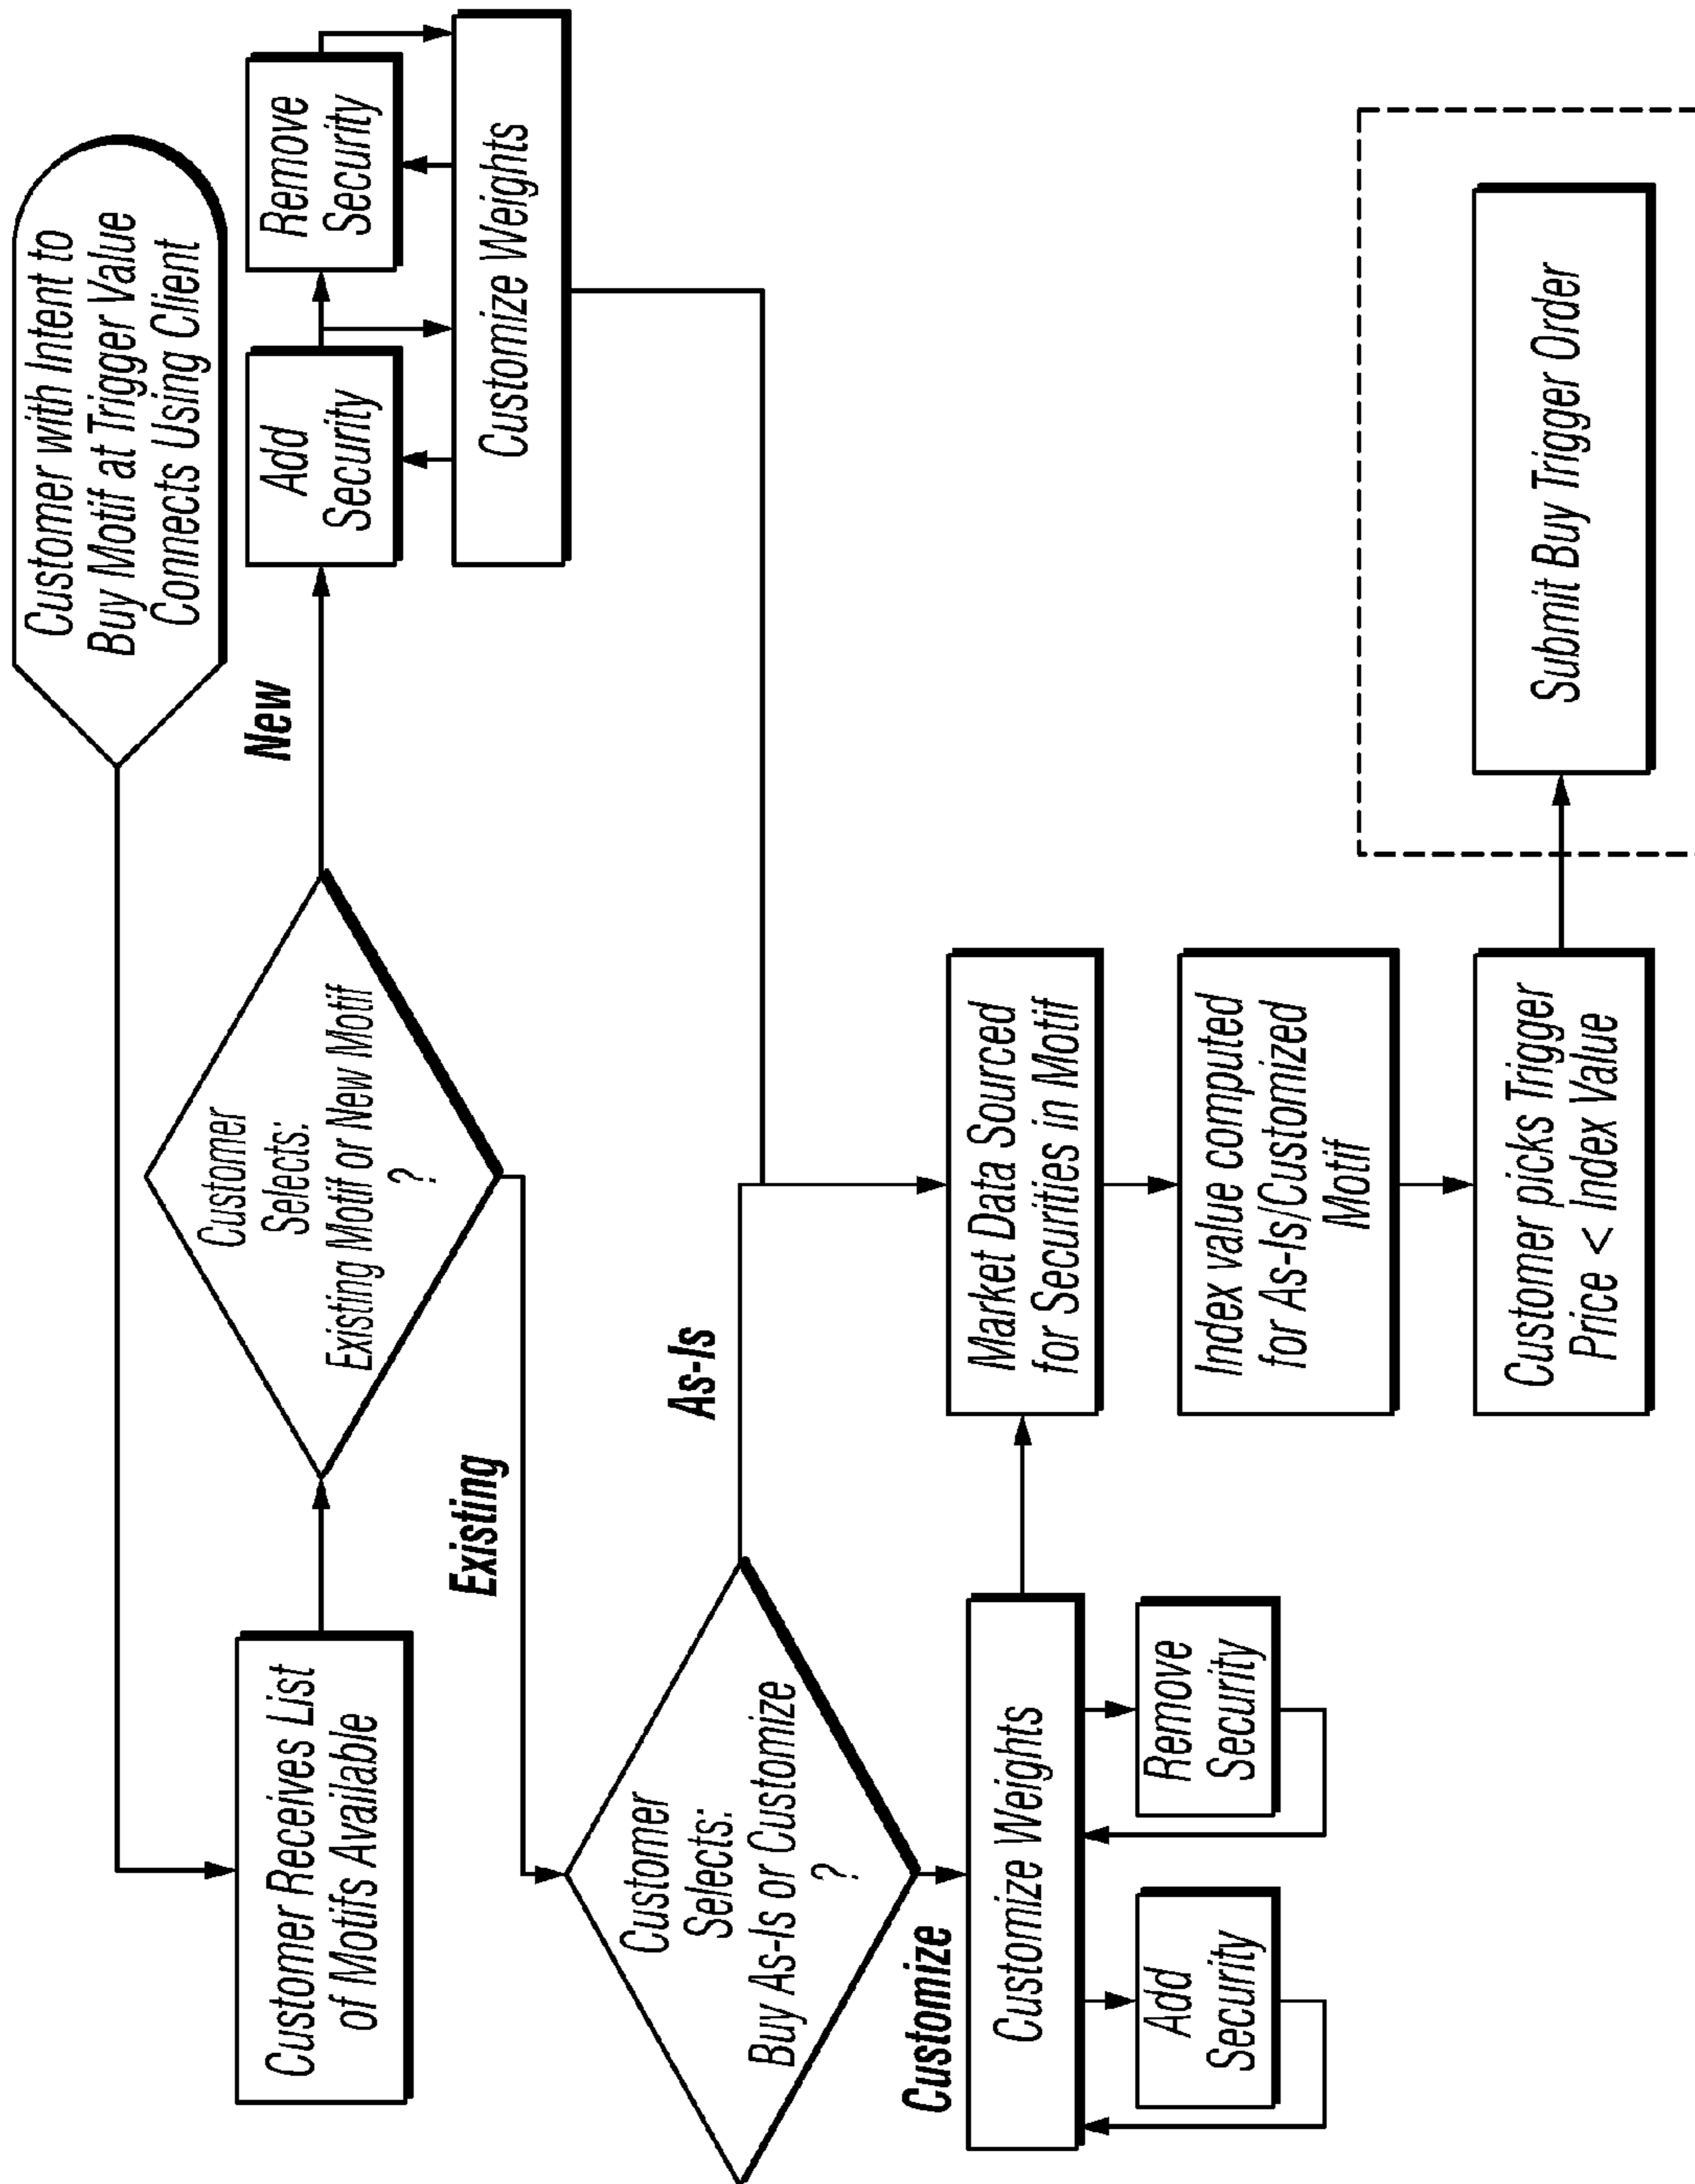 Customer with Intent to
Buy Motif at Trigger Value
Connects Using Client
Customer Receives List
of Motifs Available
Customer
Selects:
Existing Motif or New Motif
?
New
Add
Security
Remove
Security
Customize Weights
Existing
Customer
Selects:
Buy As-Is or Customize
?
As-Is
Customize
Customize Weights
Add
Security
Remove
Security
Market Data Sourced
for Securities in Motif
Index value computed
for As-Is/Customized
Motif
Customer picks Trigger
Price < Index Value
Submit Buy Trigger Order